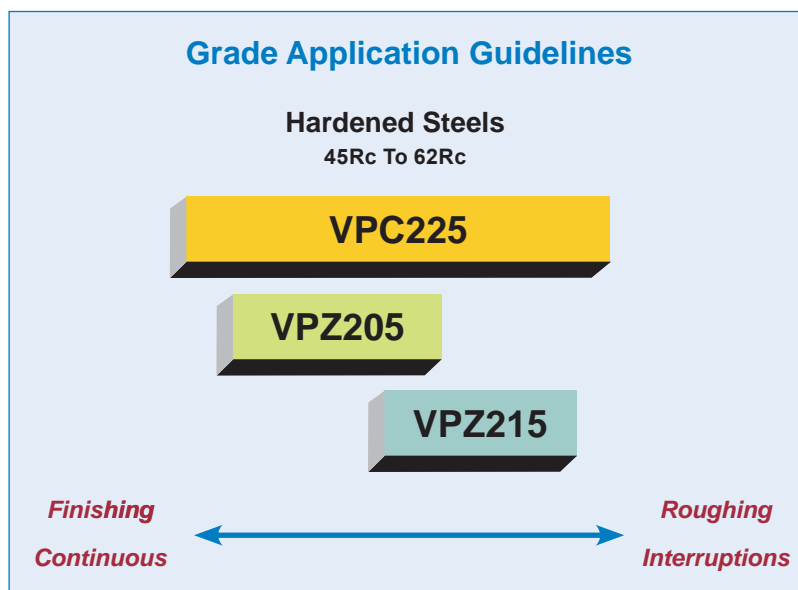 Grade Application Guidelines
Hardened Steels
45Rc To 62Rc
VPC225
VPZ205
VPZ215
Finishing
Continuous
Roughing
Interruptions